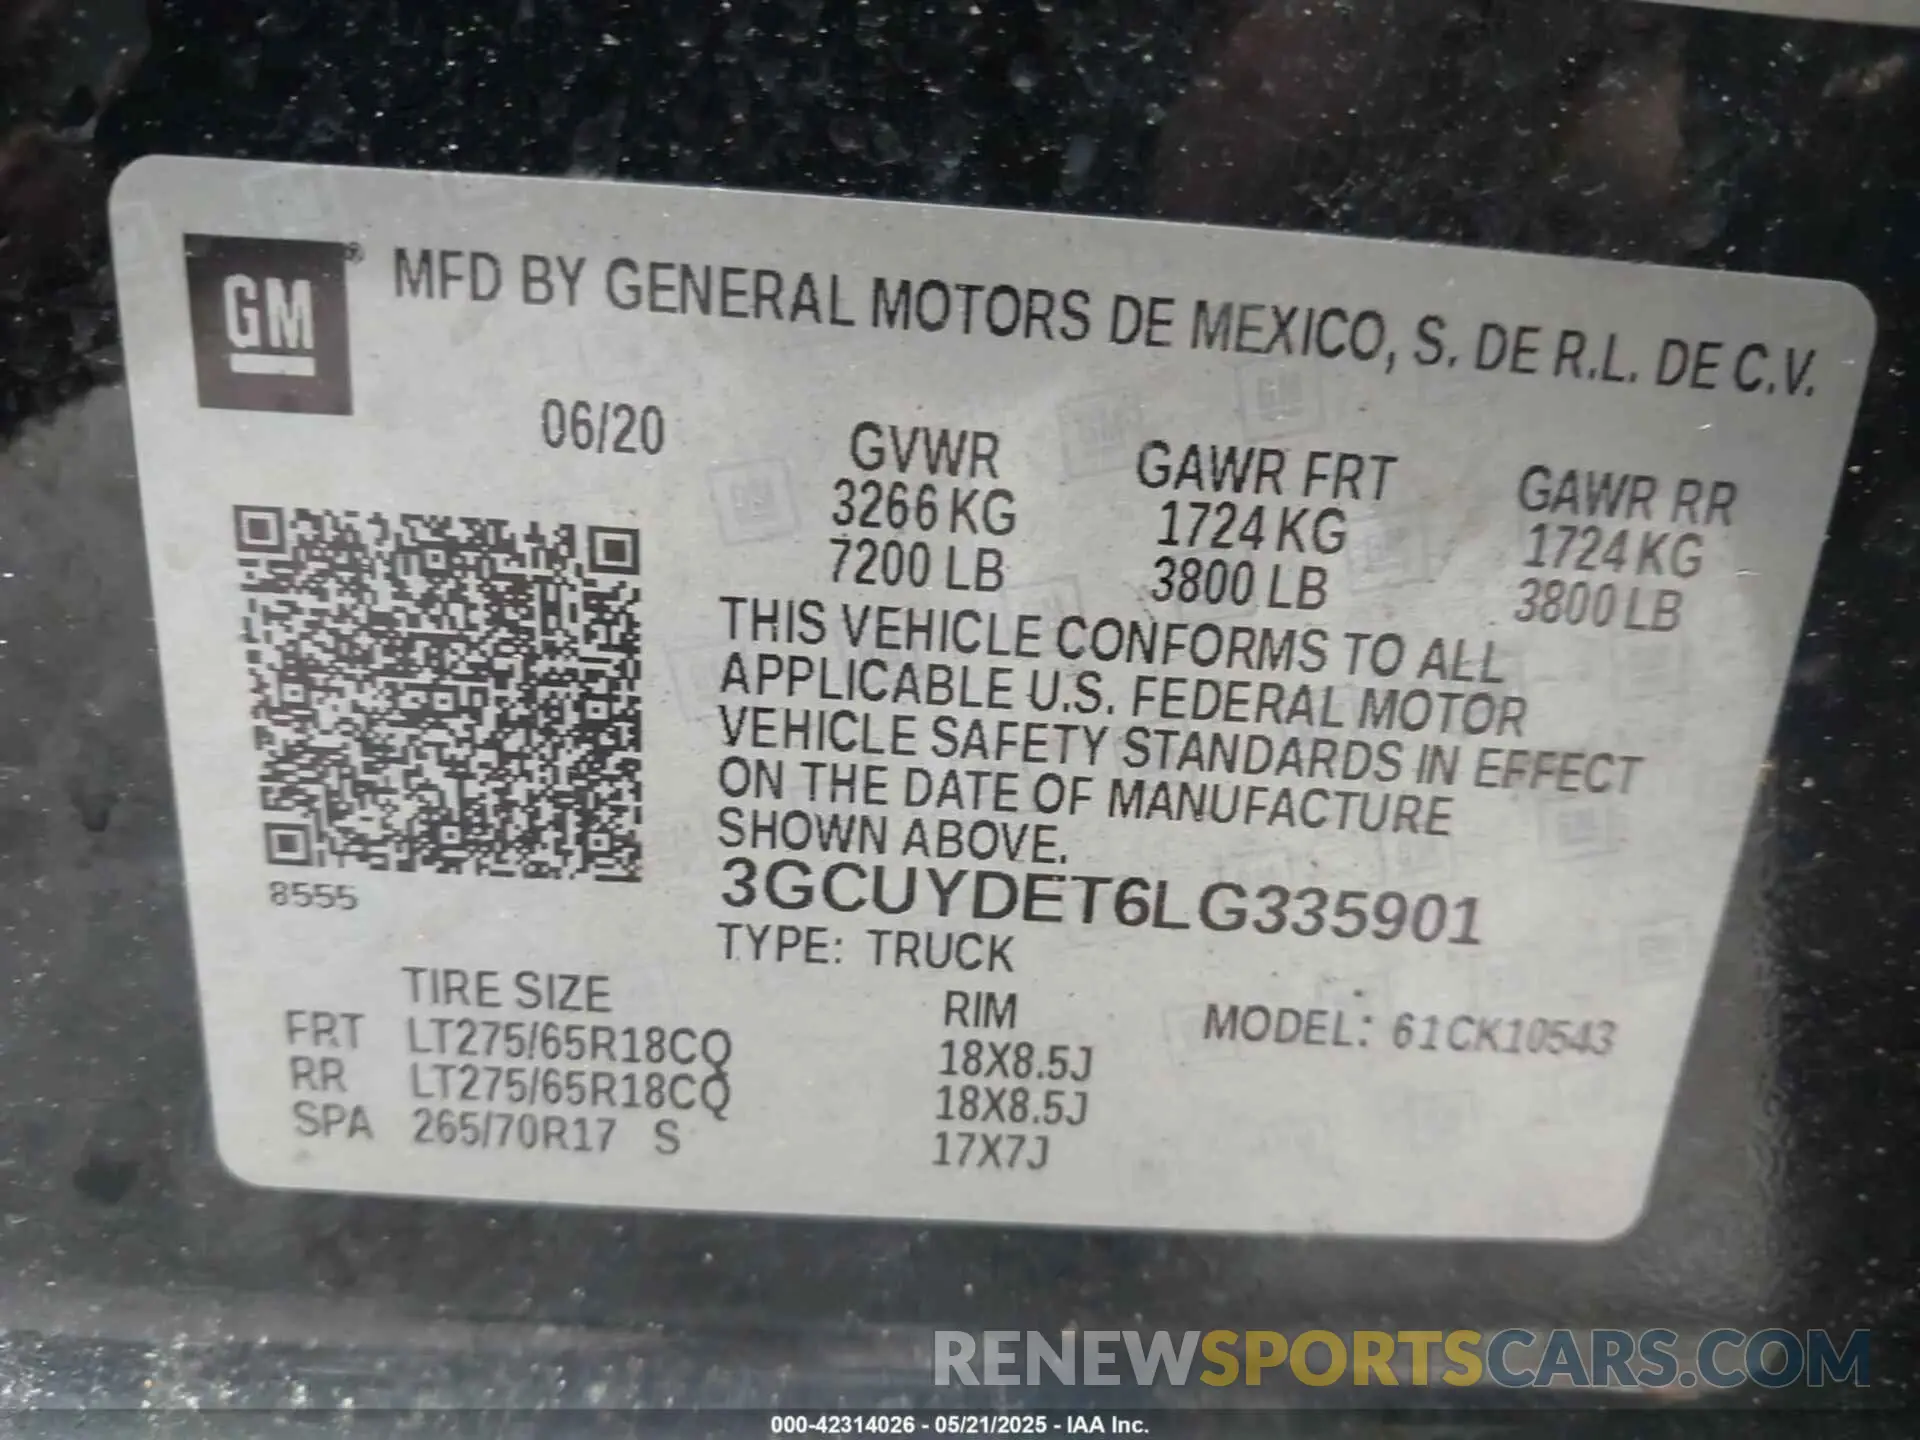 GM ® MFD BY GENERAL MOTORS DE MEXICO, S. DE R.L. DE C.V.
06/20
GVWR GAWR FRT GAWR RR
3266 KG 1724 KG 1724 KG
7200 LB 3800 LB 3800 LB
THIS VEHICLE CONFORMS TO ALL
APPLICABLE U.S. FEDERAL MOTOR
VEHICLE SAFETY STANDARDS IN EFFECT
ON THE DATE OF MANUFACTURE
SHOWN ABOVE.
8555
3GCUYDET6LG335901
TYPE: TRUCK
TIRE SIZE RIM MODEL: 61CK10543
FRT LT275/65R18CQ 18X8.5J
RR LT275/65R18CQ 18X8.5J
SPA 265/70R17 S 17X7J
RENEWSPORTSCARS.COM
000-42314026 - 05/21/2025 - IAA Inc.